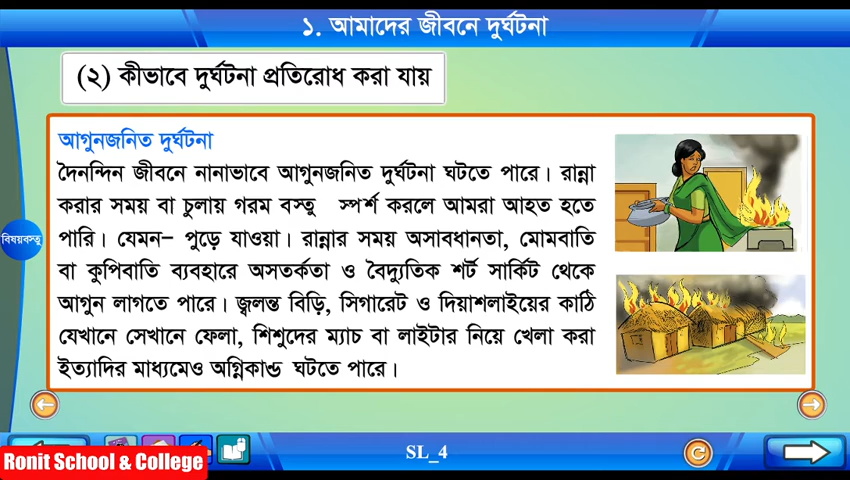 ১. আমাদের জীবনে দুর্ঘটনা
(২) কীভাবে দুর্ঘটনা প্রতিরোধ করা যায়
আগুনজনিত দুর্ঘটনা
দৈনন্দিন জীবনে নানাভাবে আগুনজনিত দুর্ঘটনা ঘটতে পারে। রান্না
করার সময় বা চুলায় গরম বস্তু স্পর্শ করলে আমরা আহত হতে
পারি। যেমন– পুড়ে যাওয়া। রান্নার সময় অসাবধানতা, মোমবাতি
বা কুপিবাতি ব্যবহারে অসতর্কতা ও বৈদ্যুতিক শর্ট সার্কিট থেকে
আগুন লাগতে পারে। জ্বলন্ত বিড়ি, সিগারেট ও দিয়াশলাইয়ের কাঠি
যেখানে সেখানে ফেলা, শিশুদের ম্যাচ বা লাইটার নিয়ে খেলা করা
ইত্যাদির মাধ্যমেও অগ্নিকাণ্ড ঘটতে পারে।
বিষয়বস্তু
SL_4
Ronit School & College